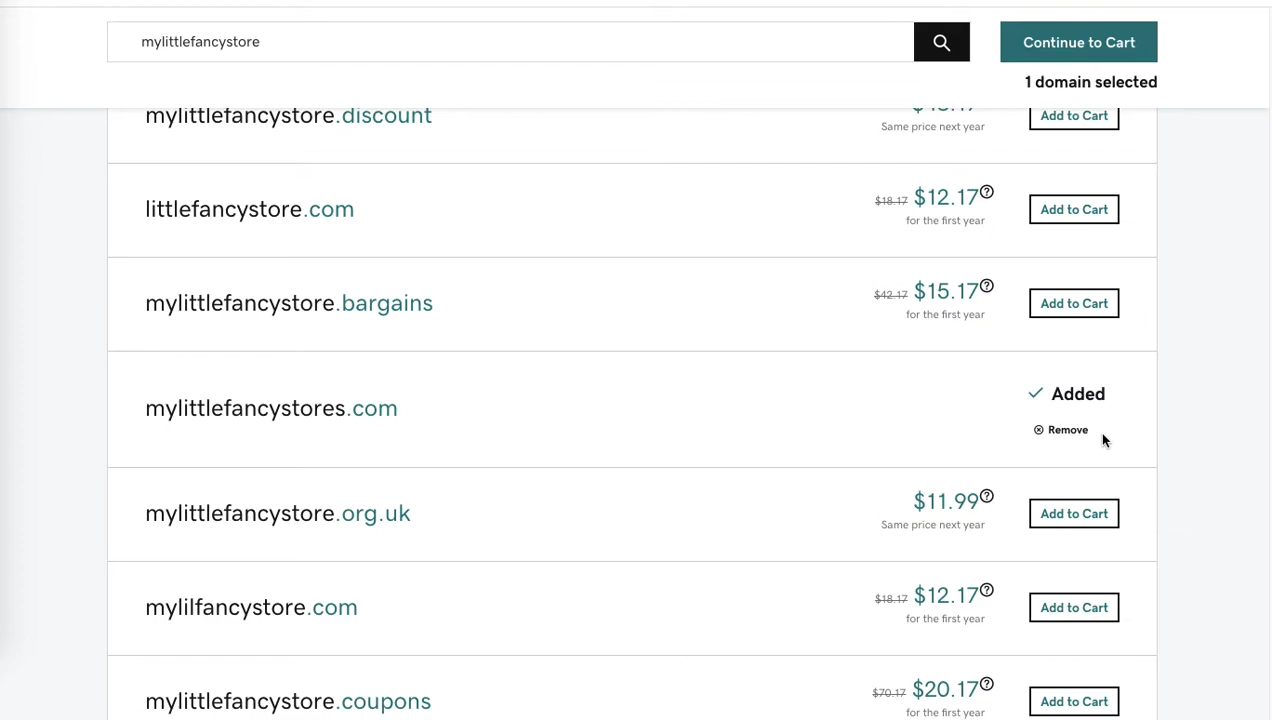 mylittlefancystore
Continue to Cart
1 domain selected
mylittlefancystore.discount
Same price next year
Add to Cart
littlefancystore.com
$18.17 $12.17
for the first year
Add to Cart
mylittlefancystore.bargains
$42.17 $15.17
for the first year
Add to Cart
mylittlefancystores.com
Added
Remove
mylittlefancystore.org.uk
$11.99
Same price next year
Add to Cart
mylilfancystore.com
$18.17 $12.17
for the first year
Add to Cart
mylittlefancystore.coupons
$70.17 $20.17
for the first year
Add to Cart